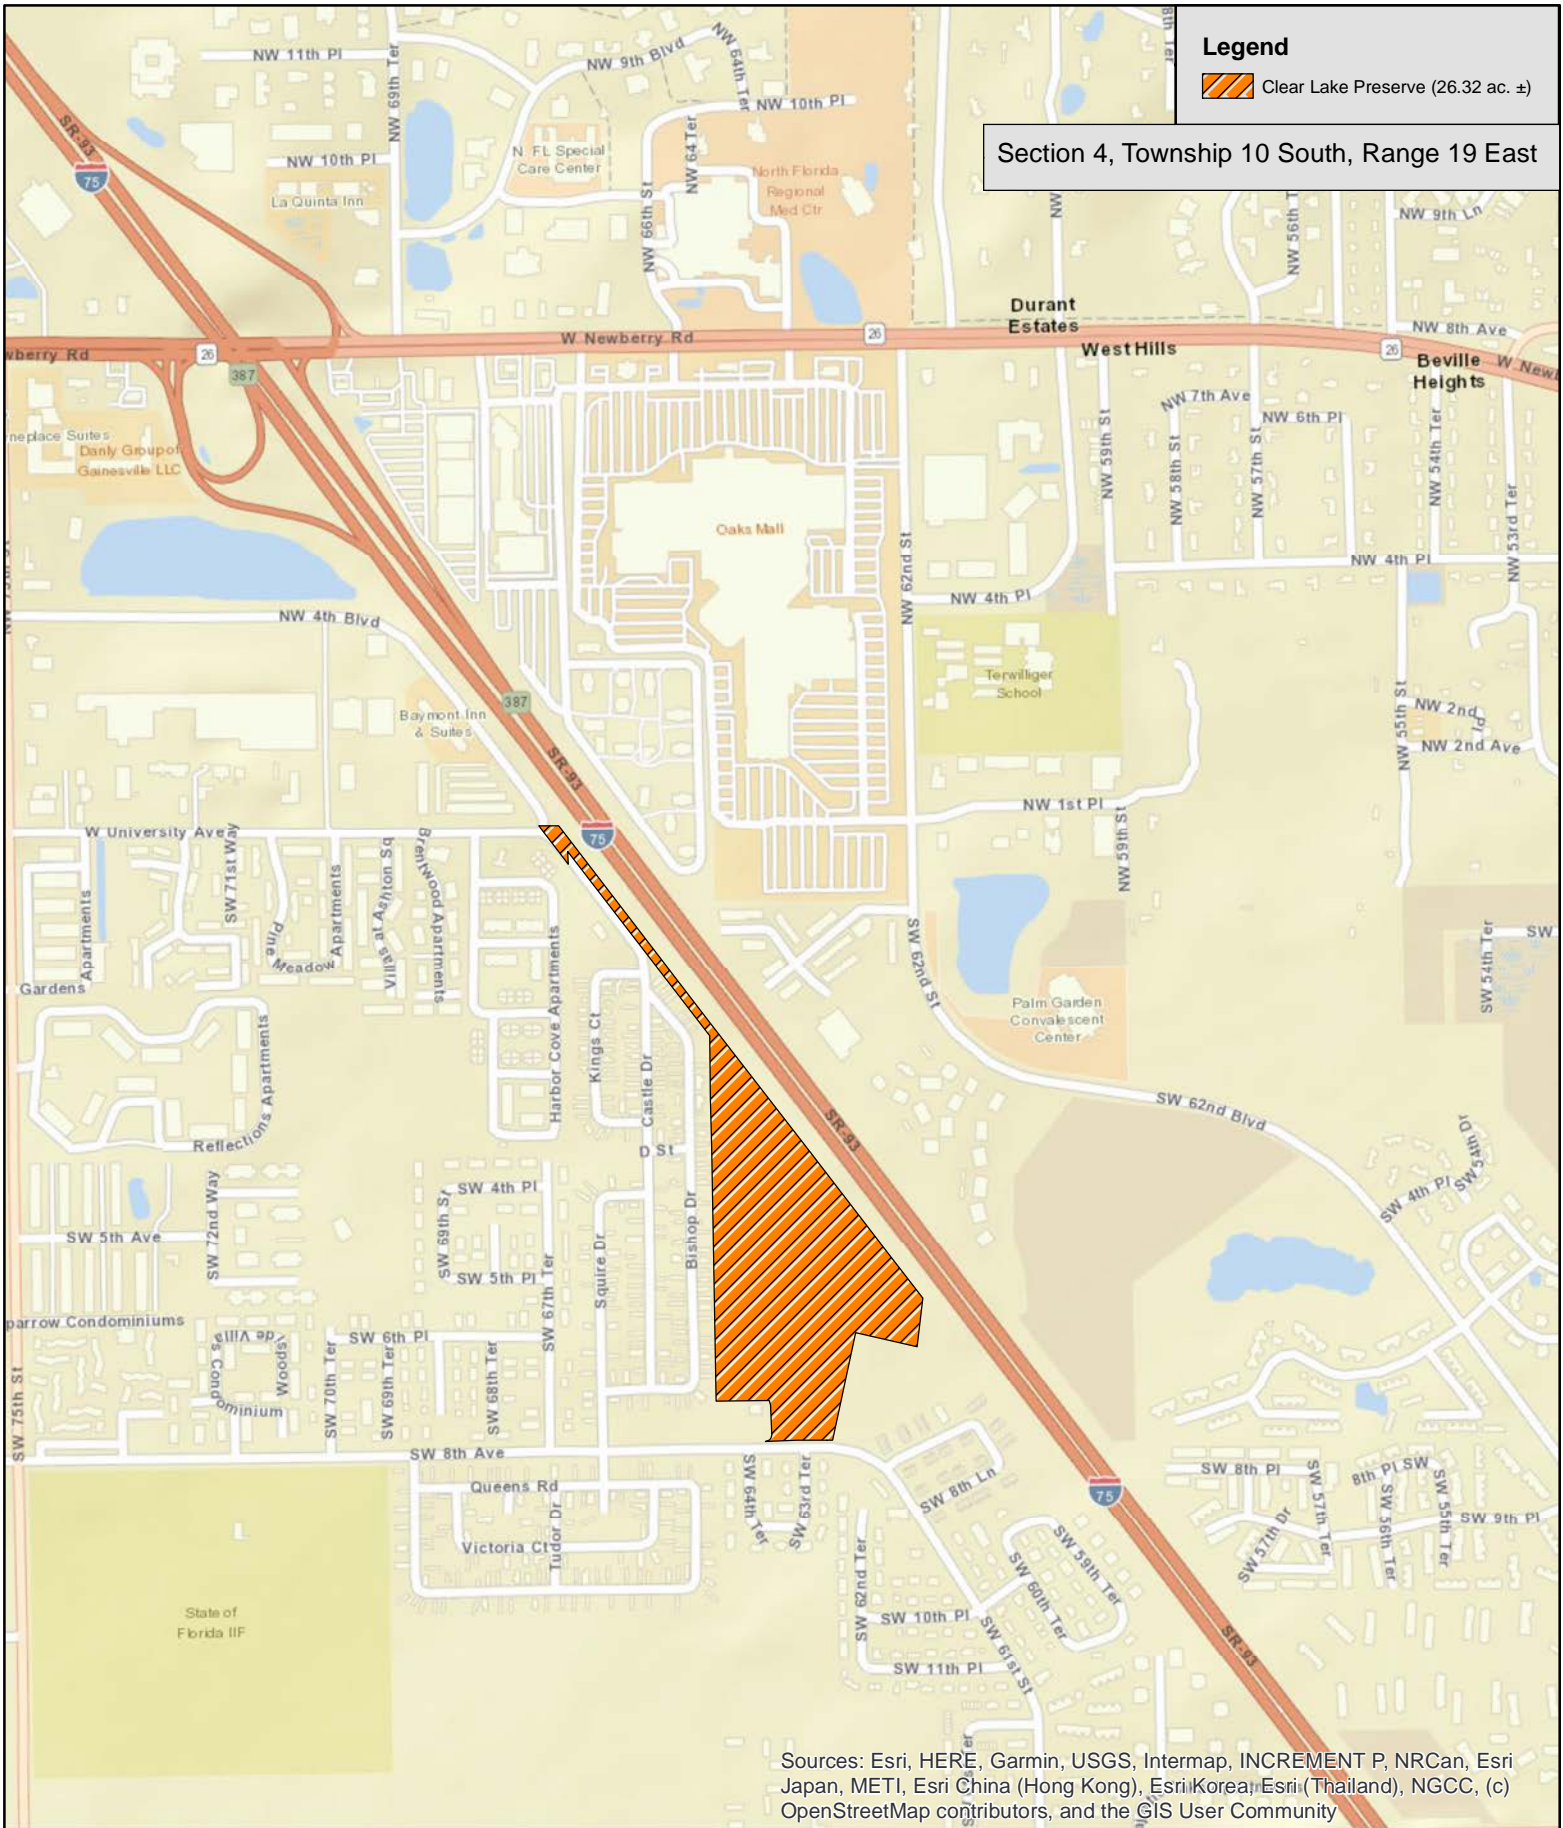 Legend
Clear Lake Preserve (26.32 ac. ±)
Section 4, Township 10 South, Range 19 East
NW 11th Pl
NW 69th Ter
NW 9th Blvd
NW 64th Ter
NW 10th Pl
8th Ter
SR-93
75
NW 10th Pl
La Quinta Inn
N FL Special
Care Center
NW 64 Ter
NW 66th St
North Florida
Regional
Med Ctr
NW
NW 56th T
NW 9th Ln
Durant
Estates
West Hills
NW 8th Ave
Beville
Heights
W Newb
wberry Rd
26
387
W Newberry Rd
26
26
neplace Suites
Danly Group of
Gainesville LLC
NW 7th Ave
NW 6th Pl
NW 59th St
NW 58th St
NW 57th St
NW 54th Ter
NW 53rd Ter
Oaks Mall
NW 62nd St
NW 4th Pl
NW 4th Pl
NW 4th Blvd
Terwilliger
School
Baymont Inn
& Suites
387
SR-93
NW 55th St
NW 2nd Pl
NW 2nd Ave
NW 1st Pl
NW 59th St
W University Ave
75
SW 71st Way
Apartments
Pine
Meadow
Apartments
Villas at Ashton Sq
Brentwood Apartments
Gardens
Harbor Cove Apartments
Kings Ct
Castle Dr
SW 62nd St
Palm Garden
Convalescent
Center
SW 54th Ter
SW
Reflections Apartments
D St
SR-93
SW 62nd Blvd
SW 54th Dr
SW 4th Pl
SW 72nd Way
SW 5th Ave
SW 69th St
SW 4th Pl
SW 5th Pl
SW 67th Ter
Squire Dr
Bishop Dr
parrow Condominiums
SW 75th St
Woods
de Villa
s Condominium
SW 6th Pl
SW 70th Ter
SW 69th Ter
SW 68th Ter
SW 8th Ave
Queens Rd
Tudor Dr
Victoria Ct
SW 64th Ter
SW 63rd Ter
SW 8th Ln
75
SW 8th Pl
SW 57th Ter
SW 57th Dr
8th Pl SW
SW 56th Ter
SW 55th Ter
SW 9th Pl
SW 62nd Ter
SW 59th Ter
SW 60th Ter
SW 10th Pl
SW 61st St
SW 11th Pl
State of
Florida IIF
SR-93
Sources: Esri, HERE, Garmin, USGS, Intermap, INCREMENT P, NRCan, Esri
Japan, METI, Esri China (Hong Kong), Esri Korea, Esri (Thailand), NGCC, (c)
OpenStreetMap contributors, and the GIS User Community